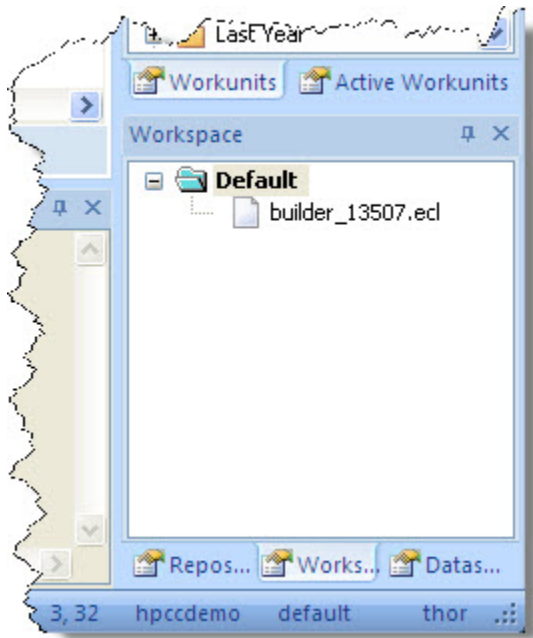 Last Year
Workunits Active Workunits
Workspace
Default
builder_13507.ecl
Repos... Works... Datas...
3, 32 hpccdemo default thor